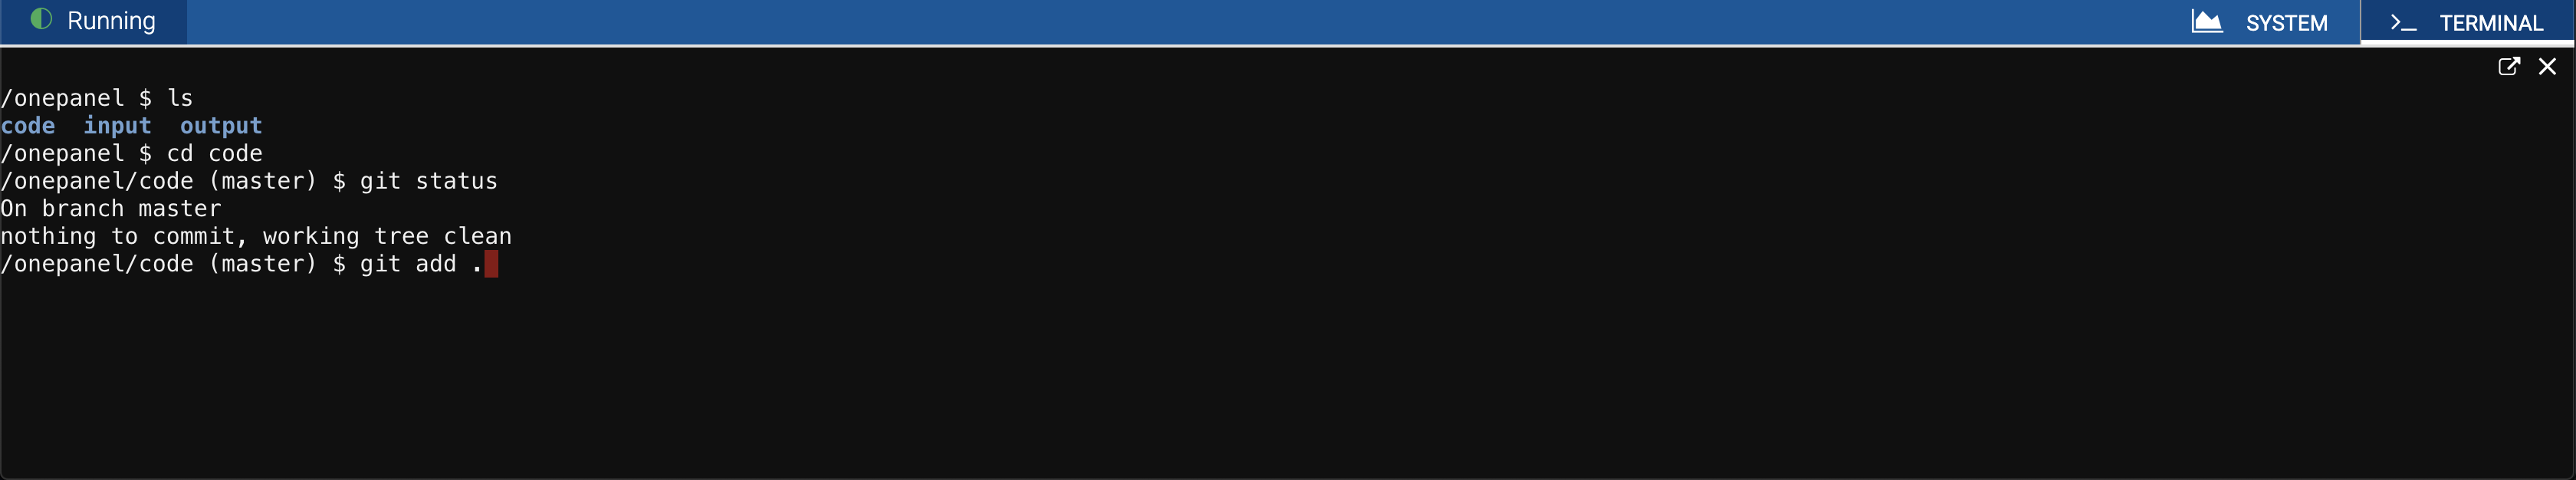 Running
SYSTEM
>_ TERMINAL
/onepanel $ ls
code  input  output
/onepanel $ cd code
/onepanel/code (master) $ git status
On branch master
nothing to commit, working tree clean
/onepanel/code (master) $ git add .